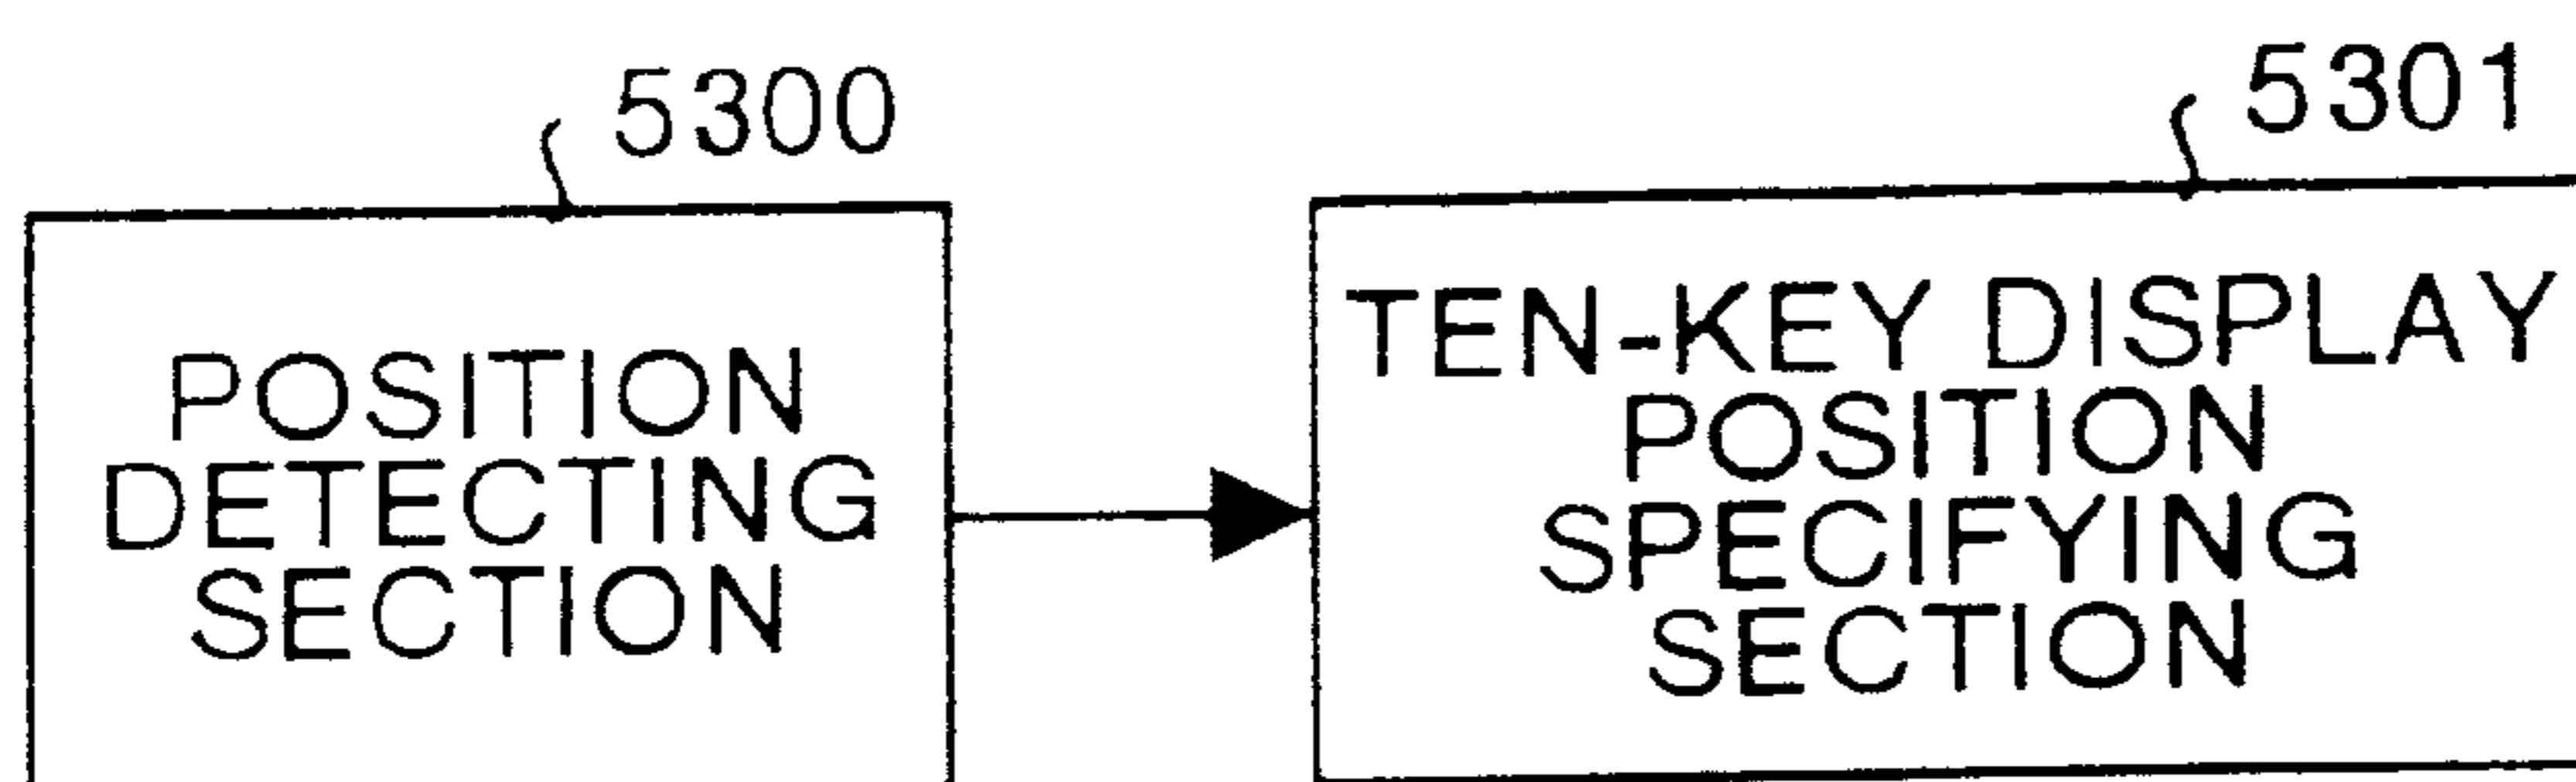 5300
POSITION
DETECTING
SECTION
5301
TEN-KEY DISPLAY
POSITION
SPECIFYING
SECTION